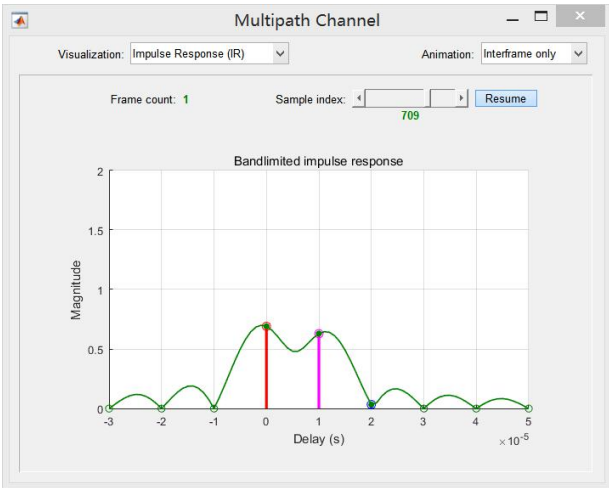 Multipath Channel
Visualization: Impulse Response (IR) Animation: Interframe only
Frame count: 1 Sample index: Resume
709
Bandlimited impulse response
2
1.5
1
0.5
0
Magnitude
-3 -2 -1 0 1 2 3 4 5
Delay (s) × 10⁻⁵